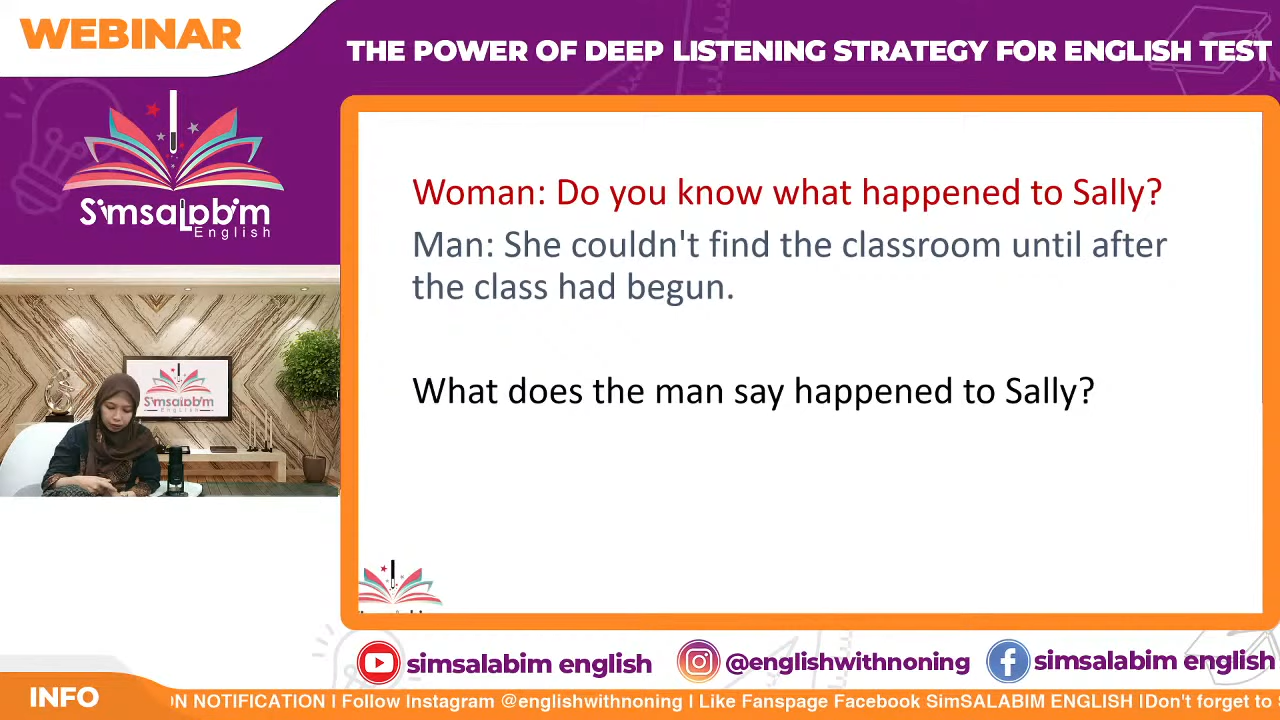 WEBINAR
THE POWER OF DEEP LISTENING STRATEGY FOR ENGLISH TEST
Simsalabim
English
Woman: Do you know what happened to Sally?
Man: She couldn't find the classroom until after
the class had begun.
What does the man say happened to Sally?
Simsalabim
English
simsalabim english
@englishwithnoning
simsalabim english
INFO
ON NOTIFICATION I Follow Instagram @englishwithnoning I Like Fanspage Facebook SimSALABIM ENGLISH IDon't forget to